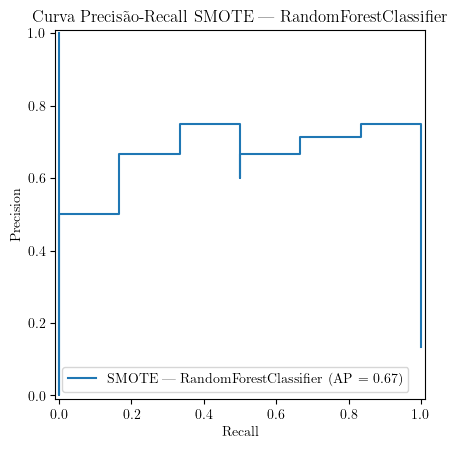 Curva Precisão-Recall SMOTE — RandomForestClassifier
1.0
0.8
0.6
0.4
0.2
0.0
Precision
SMOTE — RandomForestClassifier (AP = 0.67)
0.0 0.2 0.4 0.6 0.8 1.0
Recall